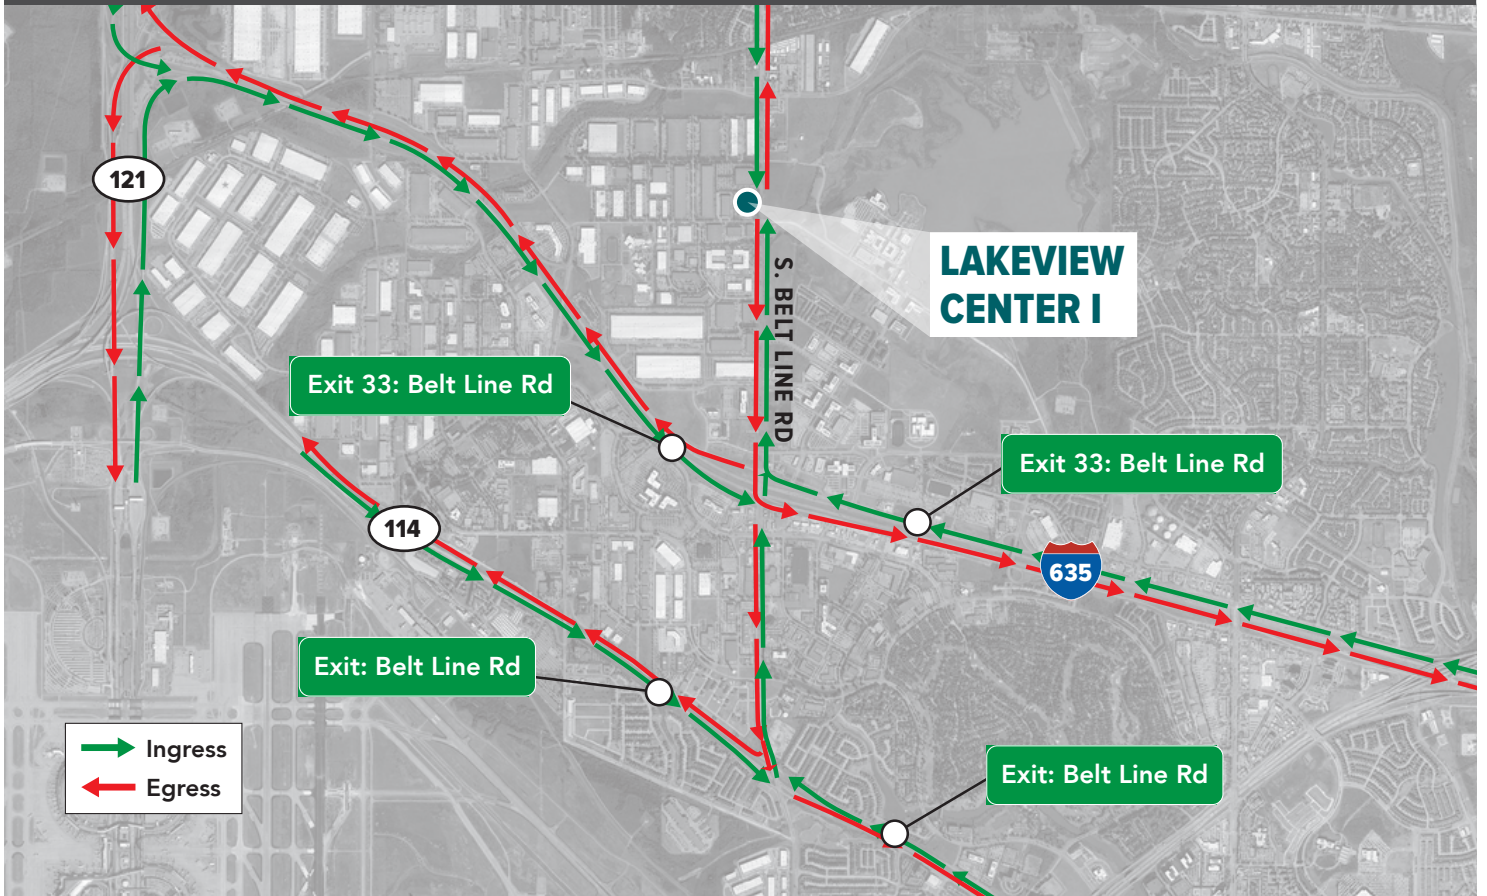 121
LAKEVIEW
CENTER I
S. BELT LINE RD
Exit 33: Belt Line Rd
Exit 33: Belt Line Rd
114
635
Exit: Belt Line Rd
Ingress
Egress
Exit: Belt Line Rd